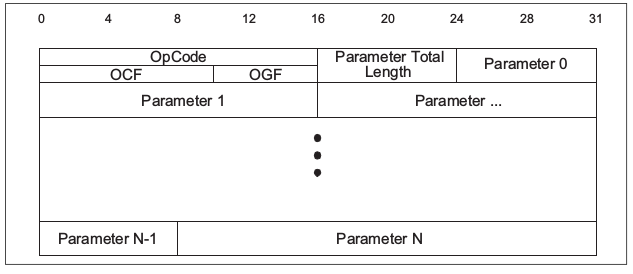 0 4 8 12 16 20 24 28 31
OpCode
OCF OGF
Parameter Total
Length
Parameter 0
Parameter 1 Parameter ...
Parameter N-1 Parameter N